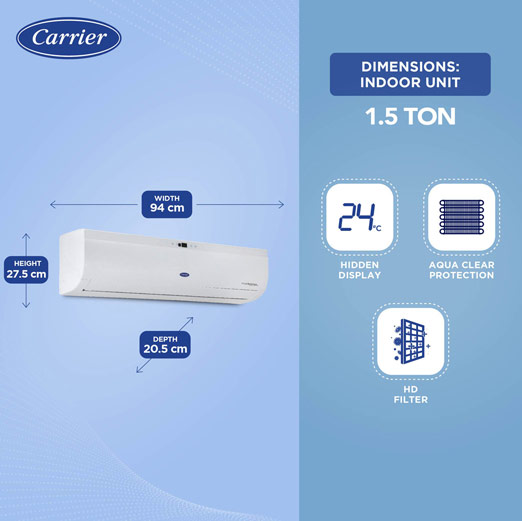 Carrier
DIMENSIONS:
INDOOR UNIT
1.5 TON
WIDTH
94 cm
HEIGHT
27.5 cm
DEPTH
20.5 cm
24°C
HIDDEN
DISPLAY
AQUA CLEAR
PROTECTION
HD
FILTER